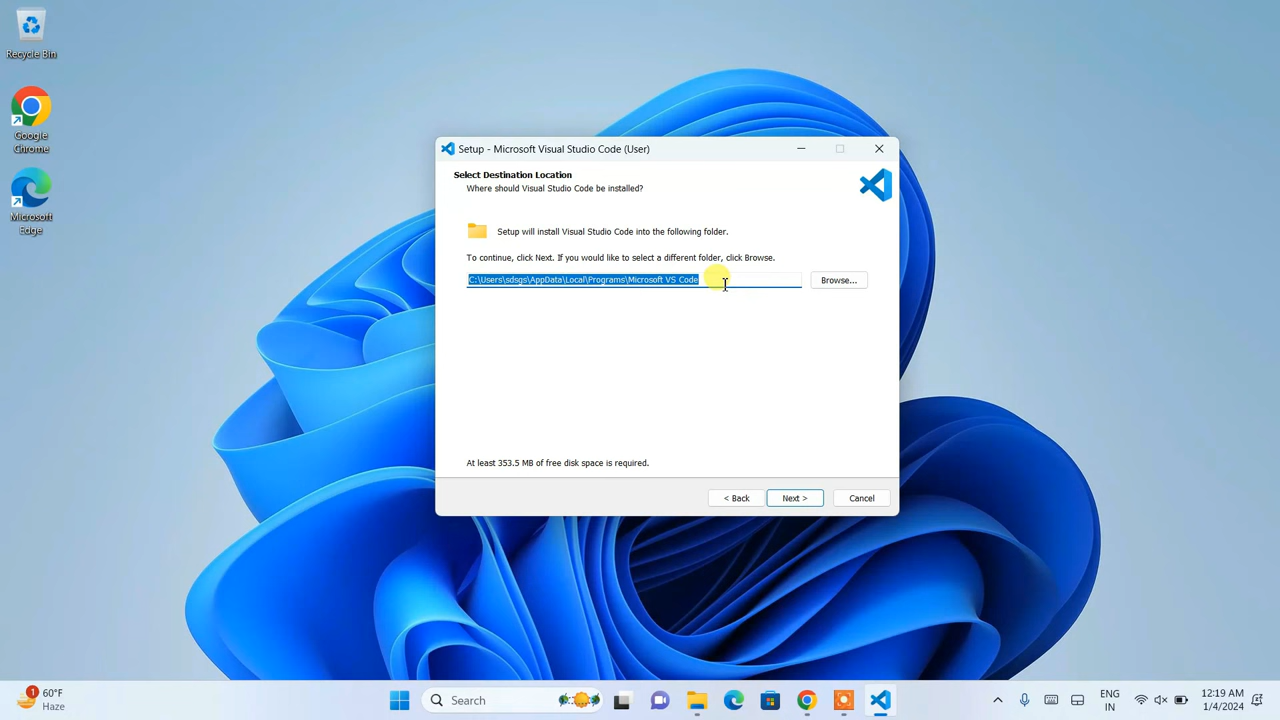 Recycle Bin
Google
Chrome
Microsoft
Edge
Setup - Microsoft Visual Studio Code (User)
Select Destination Location
Where should Visual Studio Code be installed?
Setup will install Visual Studio Code into the following folder.
To continue, click Next. If you would like to select a different folder, click Browse.
C:\Users\sdsgs\AppData\Local\Programs\Microsoft VS Code
Browse...
At least 353.5 MB of free disk space is required.
< Back
Next >
Cancel
1
60°F
Haze
Search
ENG
IN
12:19 AM
1/4/2024